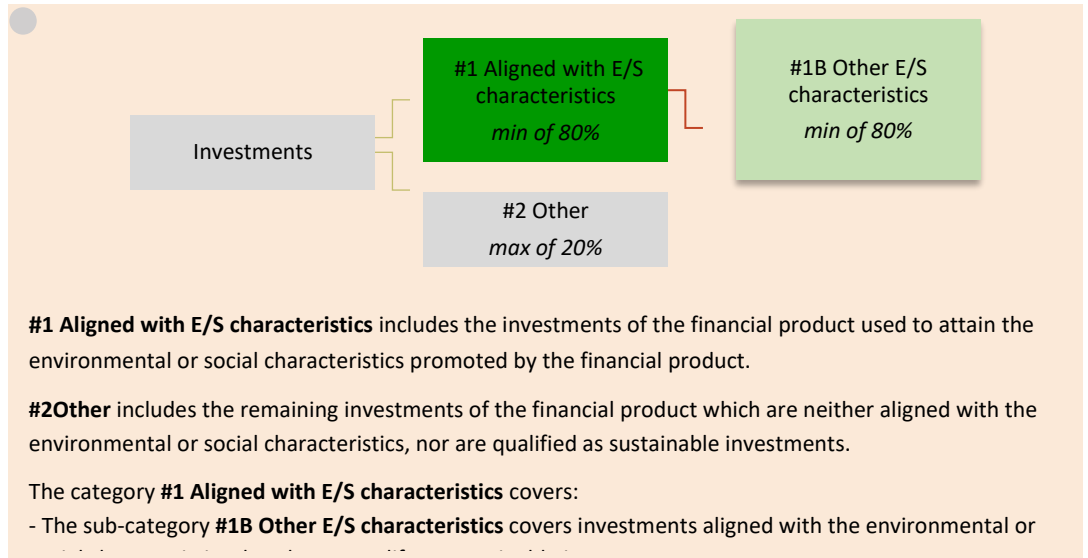 #1 Aligned with E/S
characteristics
min of 80%
#1B Other E/S
characteristics
min of 80%
Investments
#2 Other
max of 20%
#1 Aligned with E/S characteristics includes the investments of the financial product used to attain the
environmental or social characteristics promoted by the financial product.
#2Other includes the remaining investments of the financial product which are neither aligned with the
environmental or social characteristics, nor are qualified as sustainable investments.
The category #1 Aligned with E/S characteristics covers:
- The sub-category #1B Other E/S characteristics covers investments aligned with the environmental or